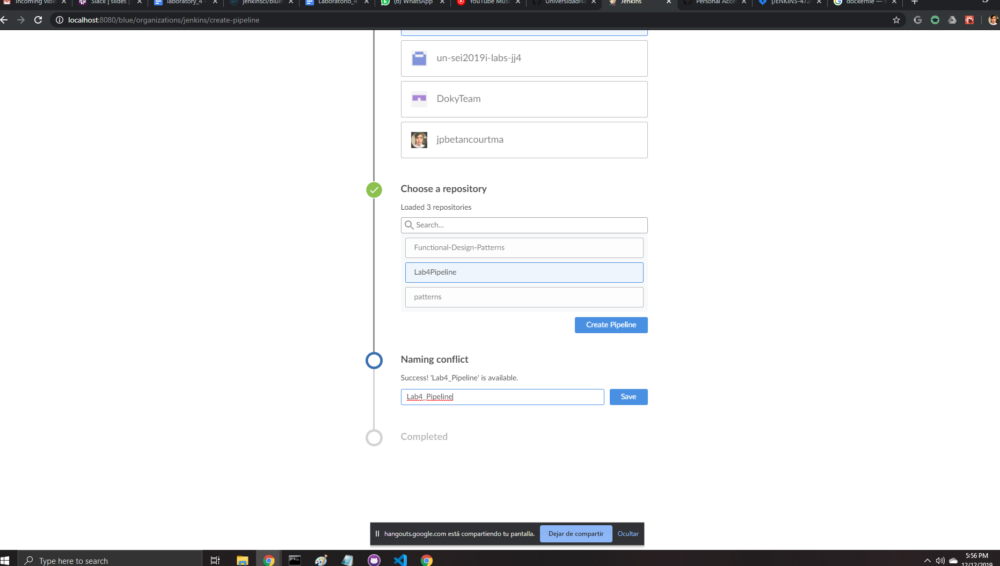 Incoming vide
Slack | slides |
laboratory_4 -
jenkinsci/blueo
Laboratorio_4
(6) WhatsApp
YouTube Musi
UniversidadNa
Jenkins
Personal Acce
[JENKINS-4724
dockerfile —
localhost:8080/blue/organizations/jenkins/create-pipeline
un-sei2019i-labs-jj4
DokyTeam
jpbetancourtma
Choose a repository
Loaded 3 repositories
Search...
Functional-Design-Patterns
Lab4Pipeline
patterns
Create Pipeline
Naming conflict
Success! 'Lab4_Pipeline' is available.
Lab4_Pipeline
Save
Completed
hangouts.google.com está compartiendo tu pantalla.
Dejar de compartir
Ocultar
Type here to search
5:56 PM
12/12/2019